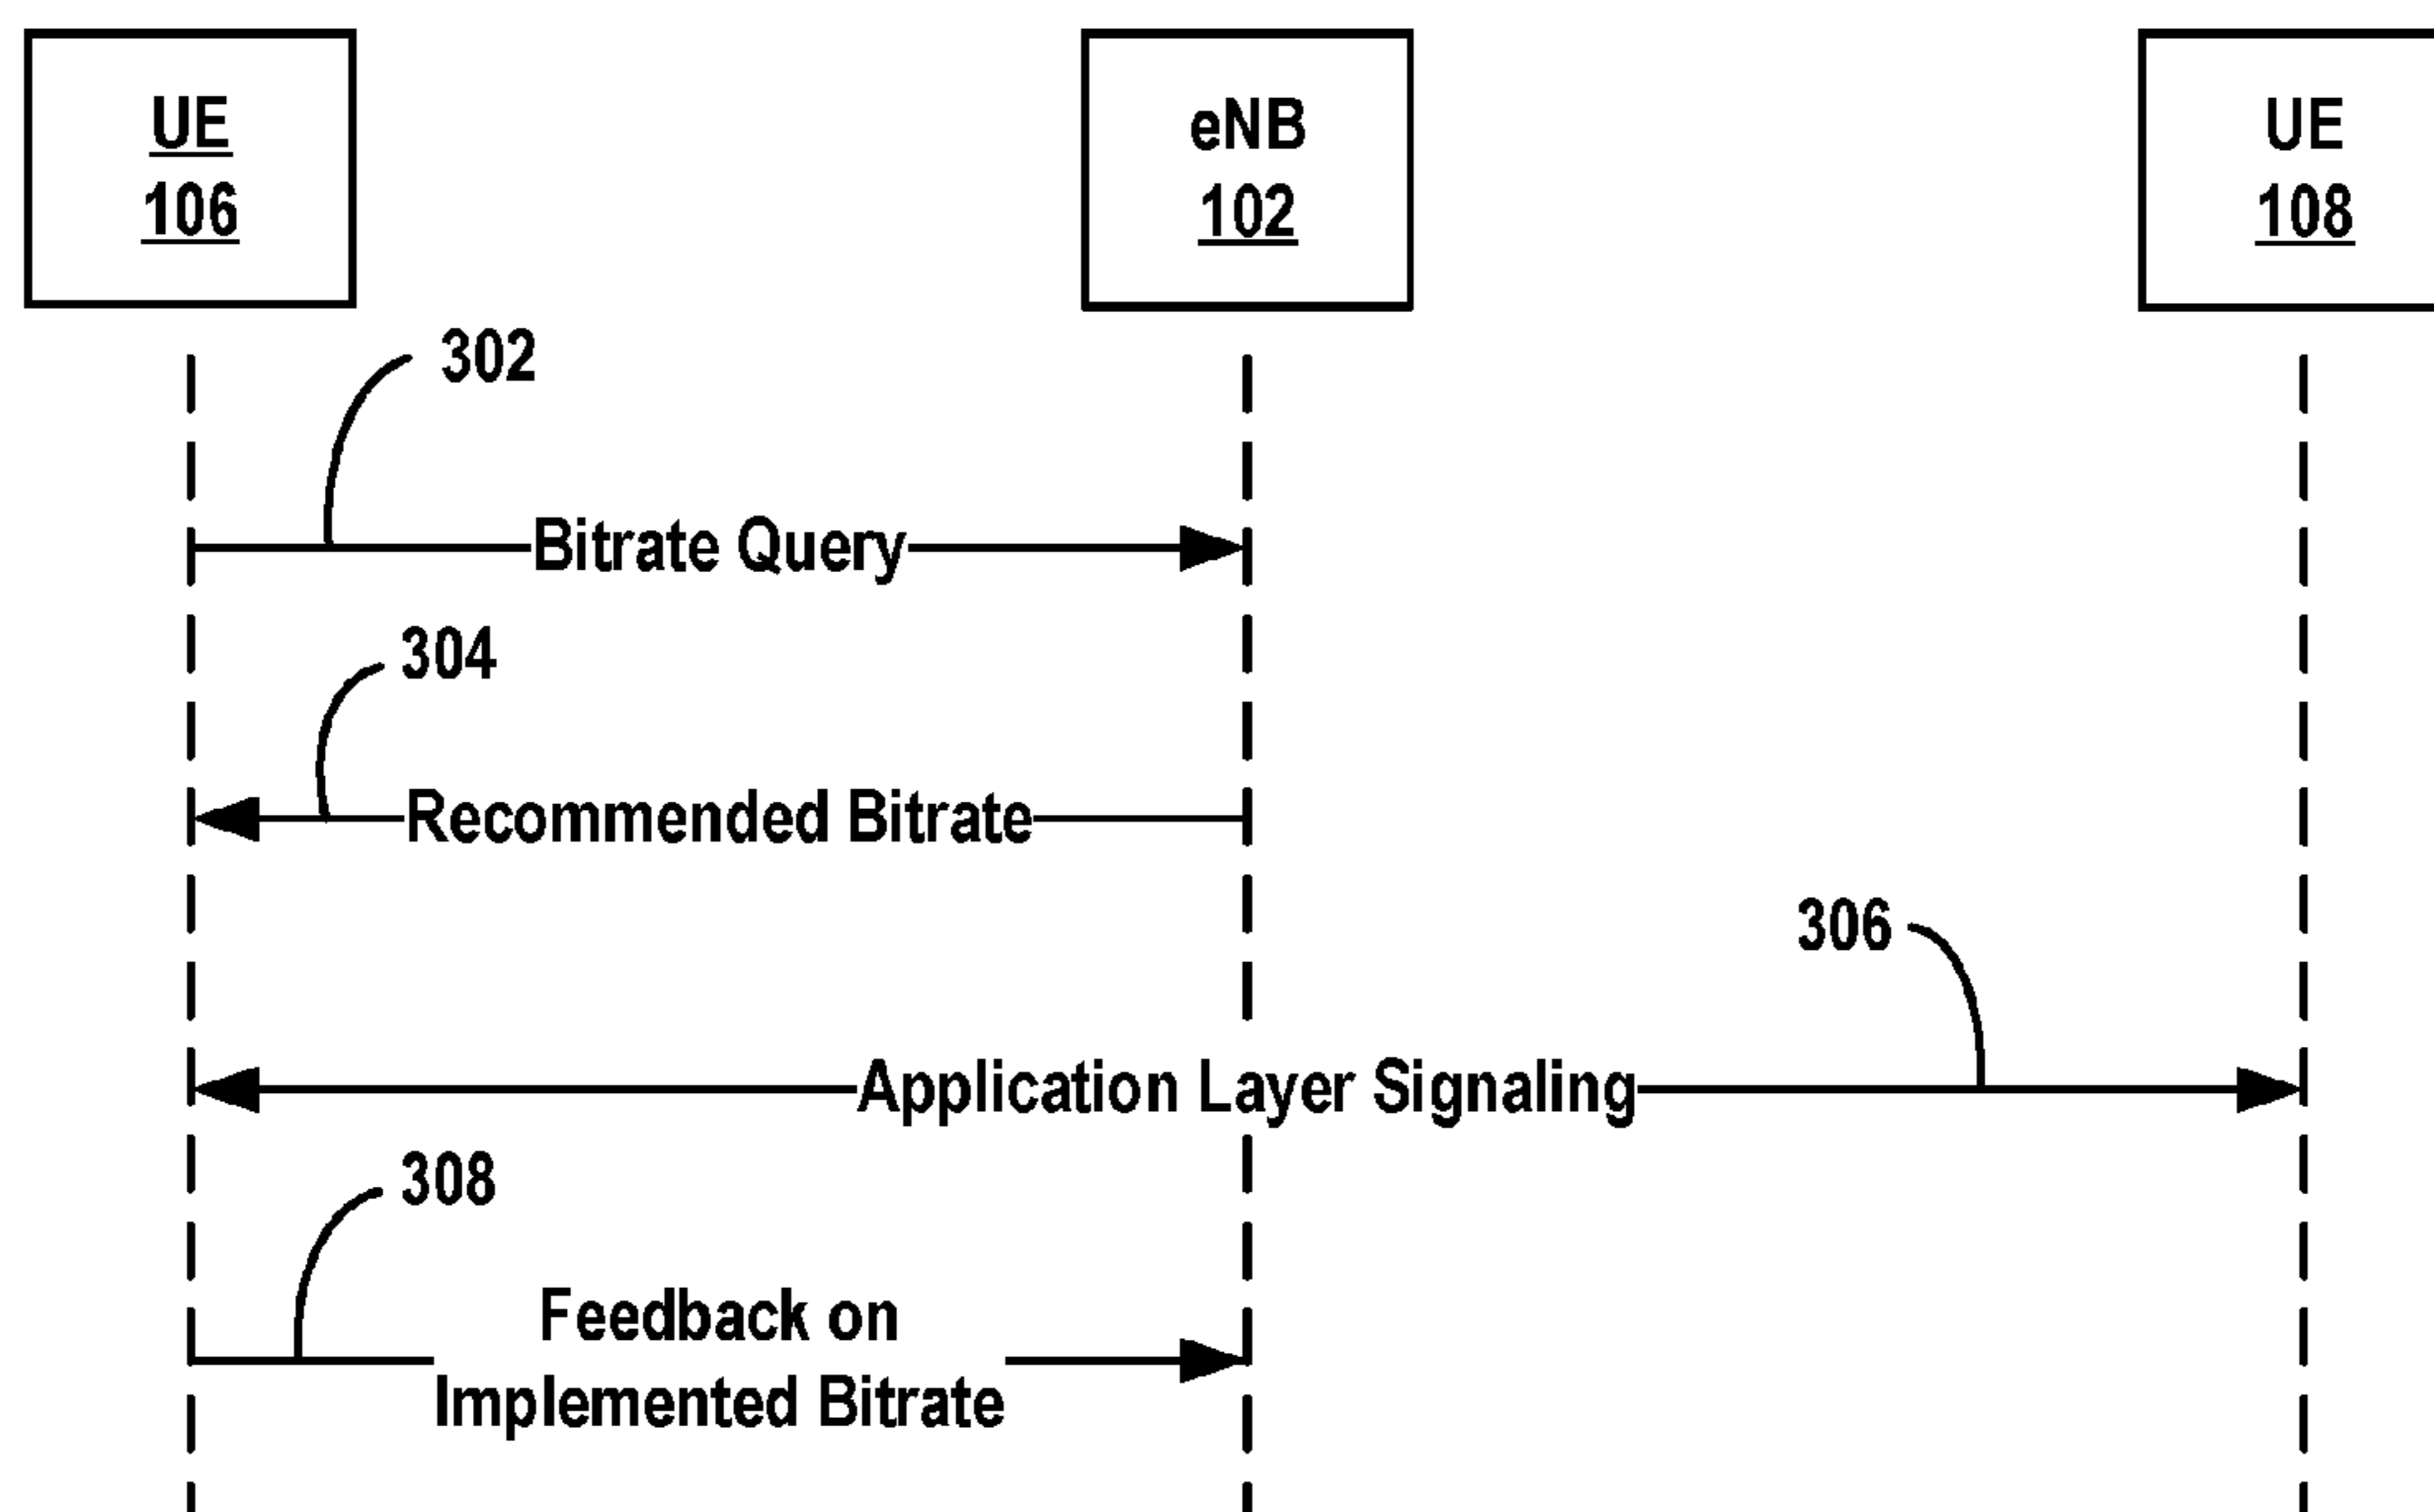 UE
106
eNB
102
UE
108
302
Bitrate Query
304
Recommended Bitrate
306
Application Layer Signaling
308
Feedback on
Implemented Bitrate